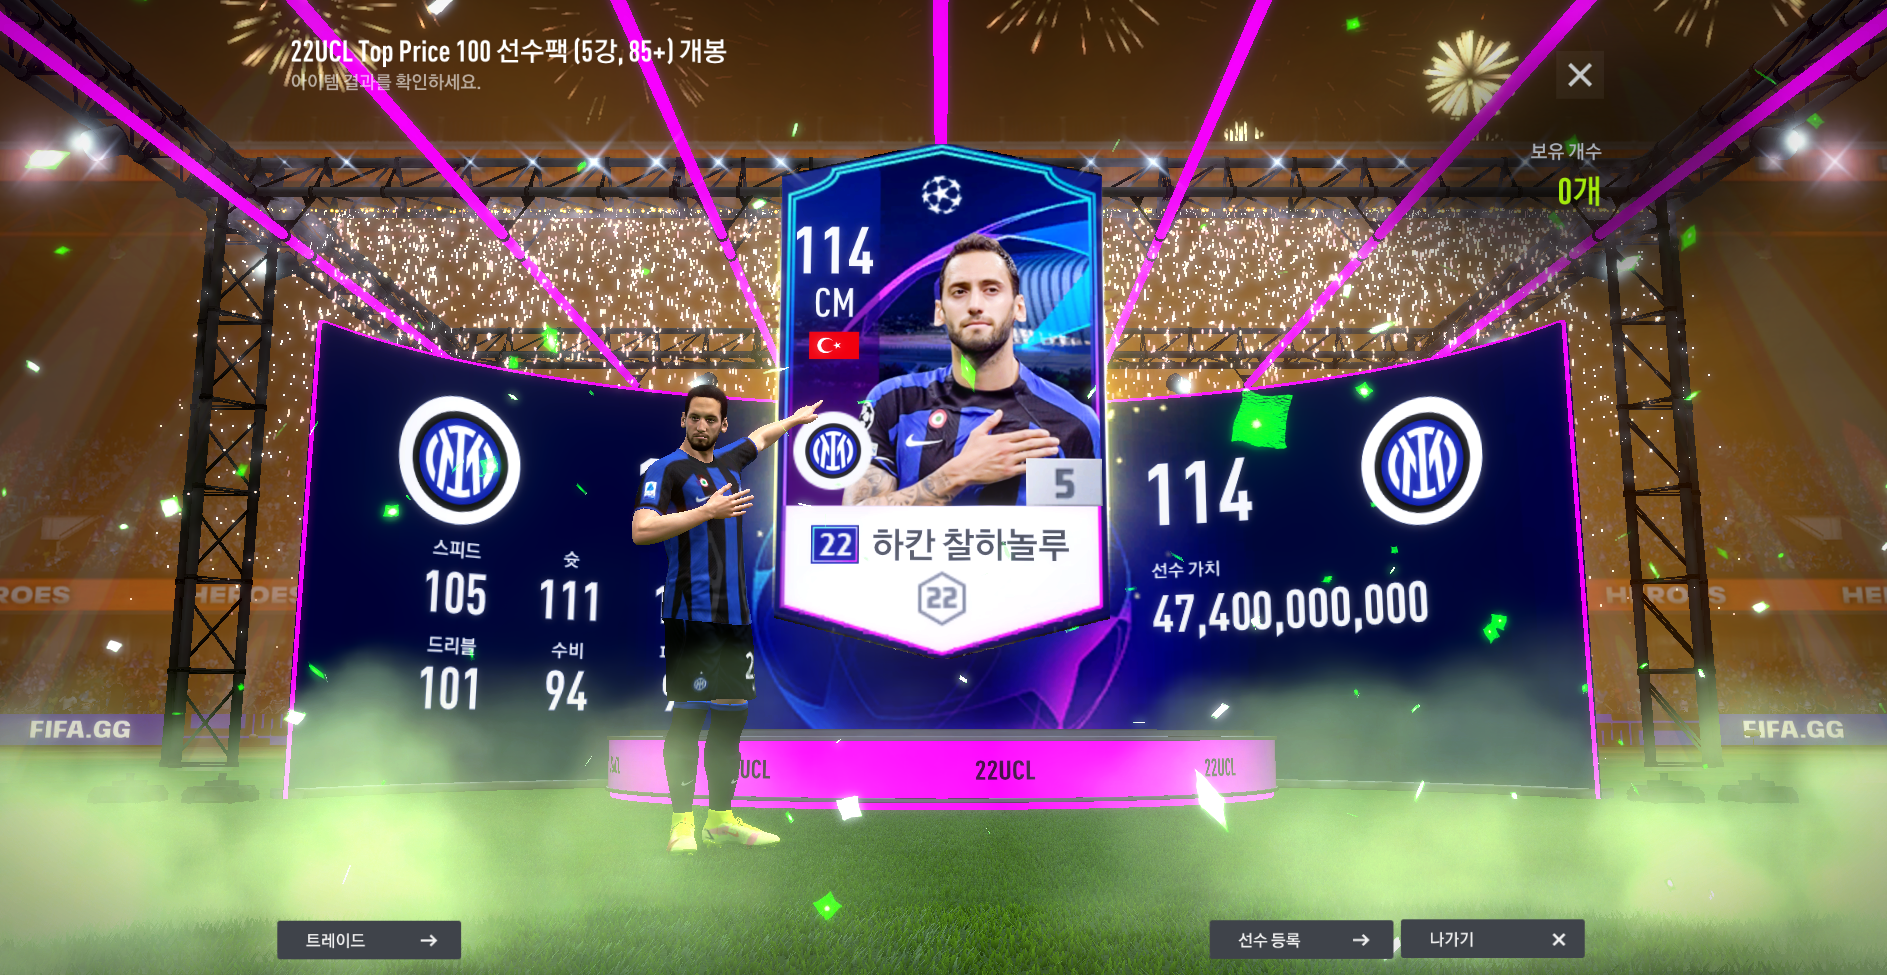 22UCL Top Price 100 선수팩 (5강, 85+) 개봉
아이템 결과를 확인하세요.
보유 개수
0개
114
CM
5
22 하칸 찰하놀루
22
스피드
105
슛
111
드리블
101
수비
94
114
선수 가치
47,400,000,000
HEROES
HEROES
FIFA.GG
FIFA.GG
UCL
22UCL
22UCL
트레이드
선수 등록
나가기